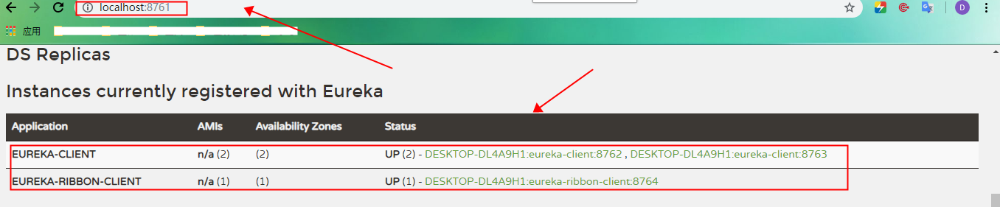 localhost:8761
D
应用
DS Replicas
Instances currently registered with Eureka
Application AMIs Availability Zones Status
EUREKA-CLIENT n/a (2) (2) UP (2) - DESKTOP-DL4A9H1:eureka-client:8762 , DESKTOP-DL4A9H1:eureka-client:8763
EUREKA-RIBBON-CLIENT n/a (1) (1) UP (1) - DESKTOP-DL4A9H1:eureka-ribbon-client:8764